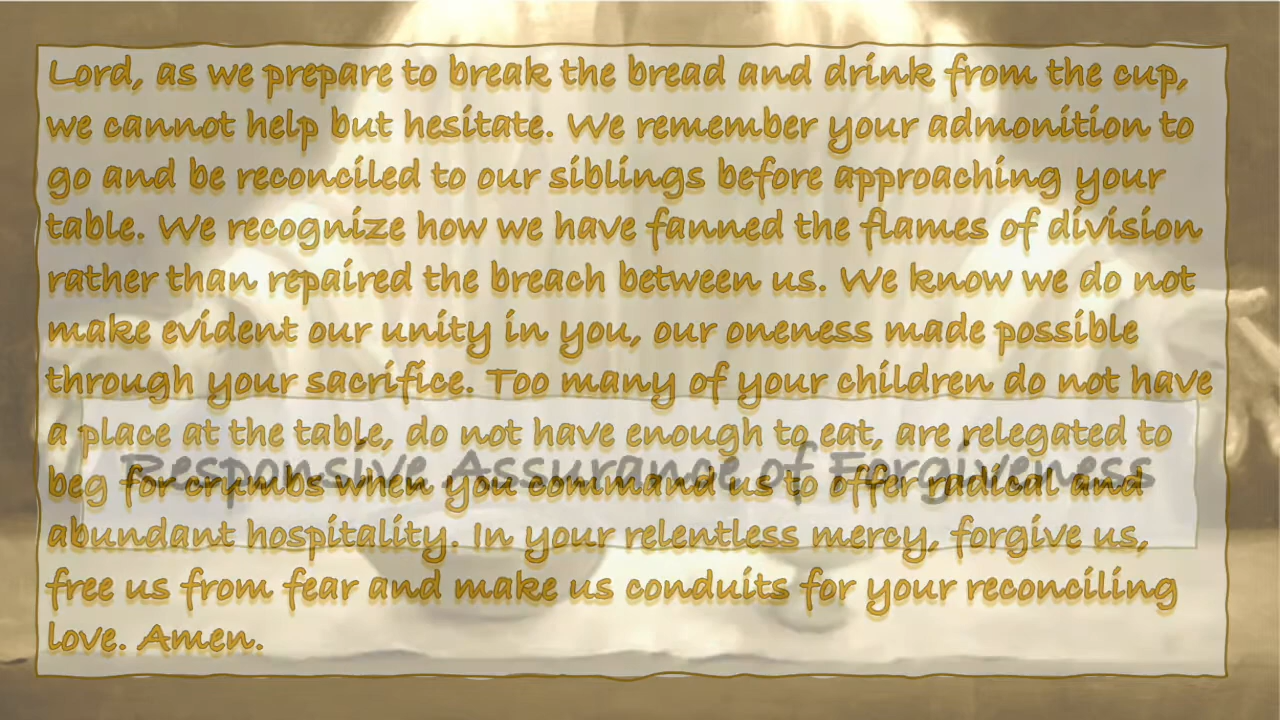 Lord, as we prepare to break the bread and drink from the cup,
we cannot help but hesitate. We remember your admonition to
go and be reconciled to our siblings before approaching your
table. We recognize how we have fanned the flames of division
rather than repaired the breach between us. We know we do not
make evident our unity in you, our oneness made possible
through your sacrifice. Too many of your children do not have
a place at the table, do not have enough to eat, are relegated to
Responsive Assurance of Forgiveness
beg for crumbs when you command us to offer radical and
abundant hospitality. In your relentless mercy, forgive us,
free us from fear and make us conduits for your reconciling
love. Amen.